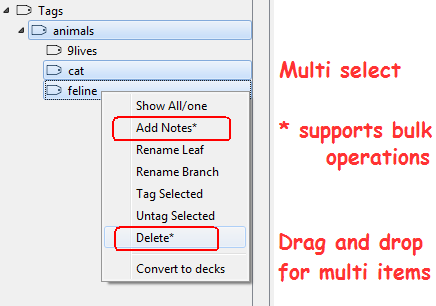 Tags
animals
9lives
cat
feline
Show All/one
Add Notes*
Rename Leaf
Rename Branch
Tag Selected
Untag Selected
Delete*
Convert to decks
Multi select
* supports bulk
operations
Drag and drop
for multi items